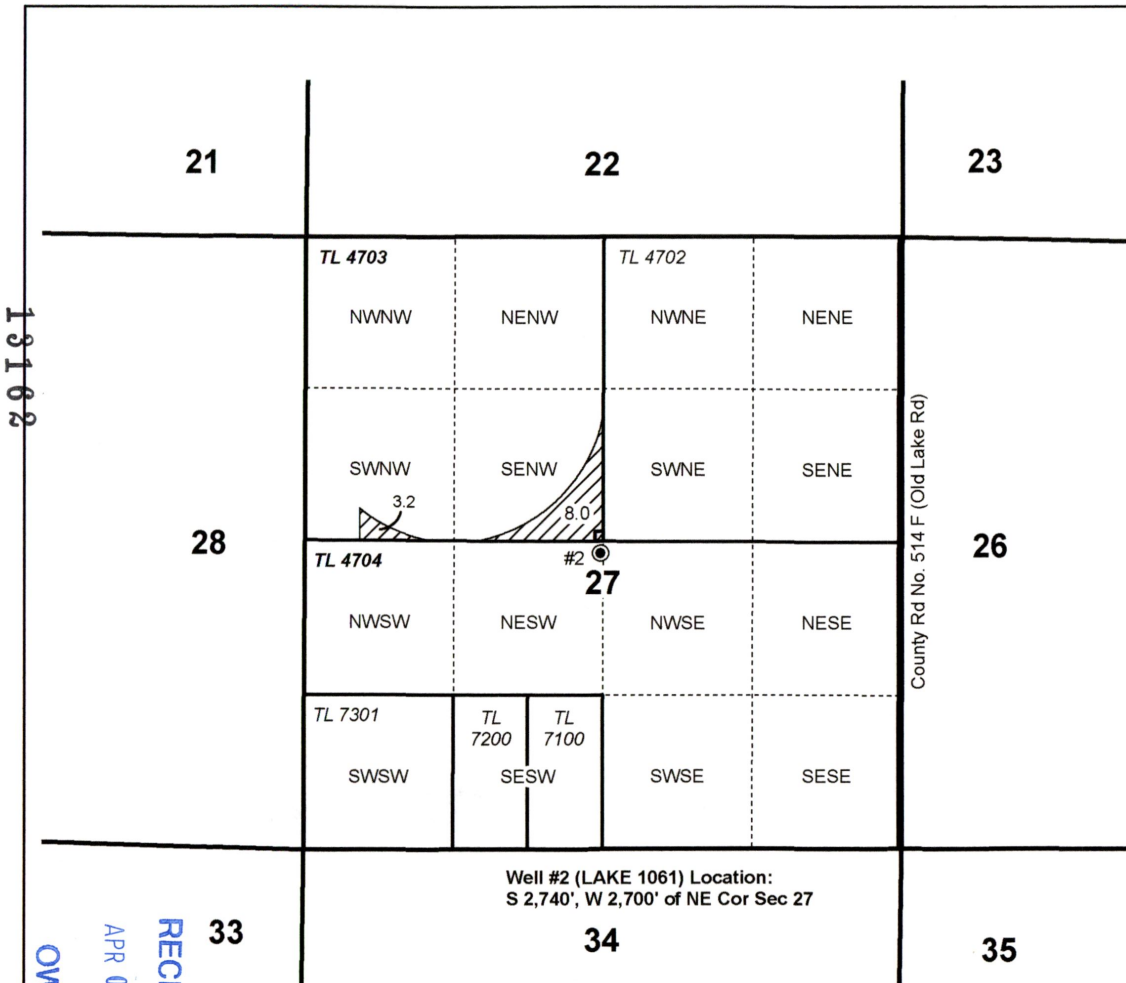 21
22
23
TL 4703
TL 4702
NWNW
NENW
NWNE
NENE
13162
SWNW
SENW
SWNE
SENE
3.2
8.0
County Rd No. 514 F (Old Lake Rd)
28
26
#2
27
TL 4704
NWSW
NESW
NWSE
NESE
TL 7301
TL
7200
TL
7100
SWSW
SESW
SWSE
SESE
Well #2 (LAKE 1061) Location:
S 2,740', W 2,700' of NE Cor Sec 27
33
34
35
APR